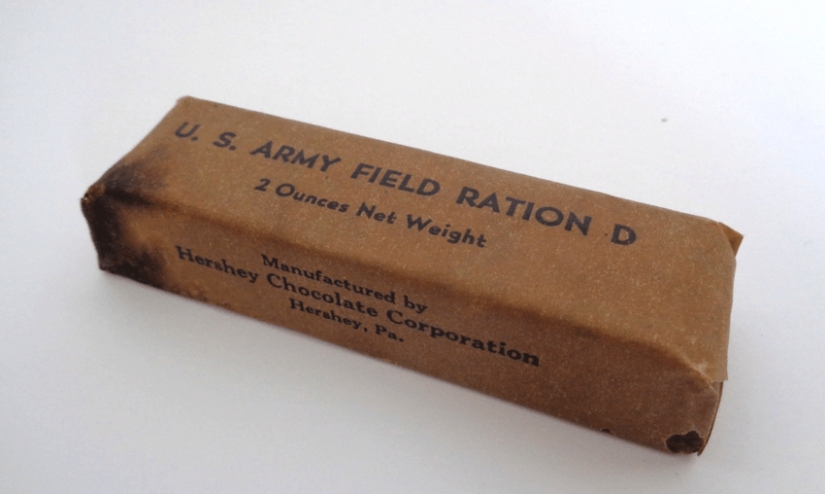 U. S. ARMY FIELD RATION D
2 Ounces Net Weight
Manufactured by
Hershey Chocolate Corporation
Hershey, Pa.